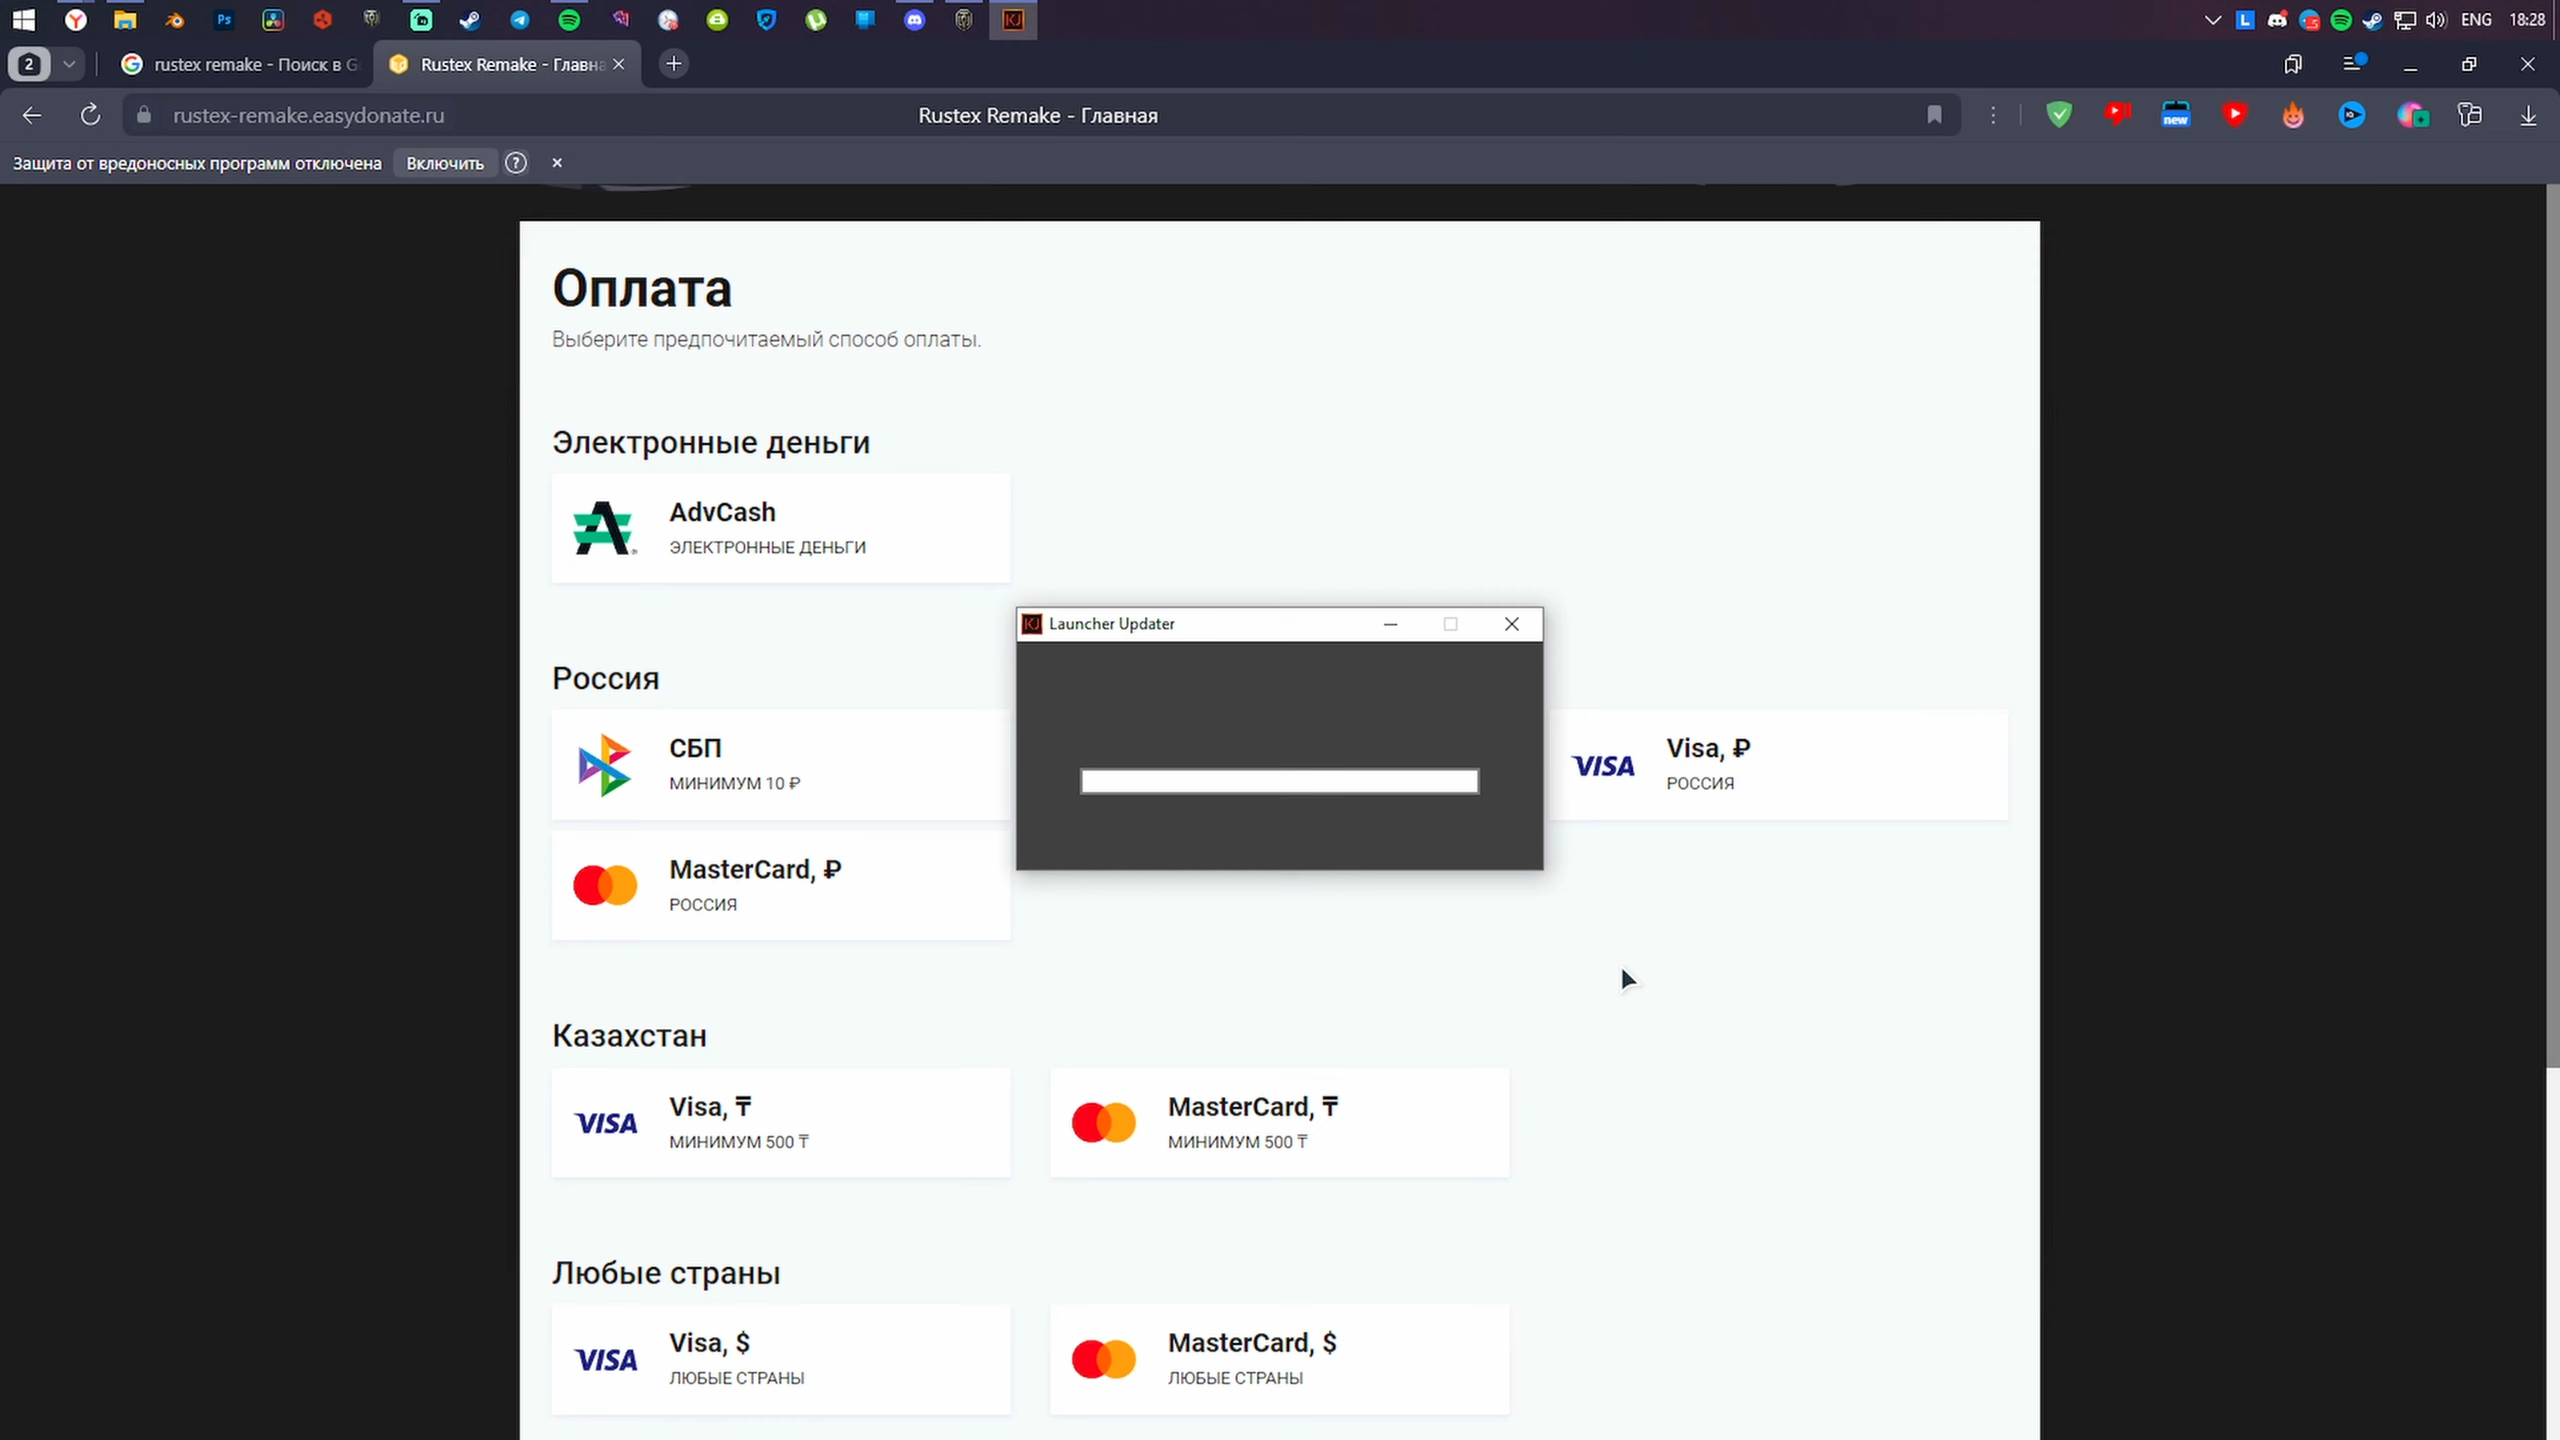 ENG 18:28
2
rustex remake - Поиск в G
Rustex Remake - Главна
rustex-remake.easydonate.ru
Rustex Remake - Главная
new
Защита от вредоносных программ отключена
Включить
?
Оплата
Выберите предпочитаемый способ оплаты.
Электронные деньги
AdvCash
ЭЛЕКТРОННЫЕ ДЕНЬГИ
Launcher Updater
Россия
СБП
МИНИМУМ 10 ₽
VISA
Visa, ₽
РОССИЯ
MasterCard, ₽
РОССИЯ
Казахстан
VISA
Visa, ₸
МИНИМУМ 500 ₸
MasterCard, ₸
МИНИМУМ 500 ₸
Любые страны
VISA
Visa, $
ЛЮБЫЕ СТРАНЫ
MasterCard, $
ЛЮБЫЕ СТРАНЫ